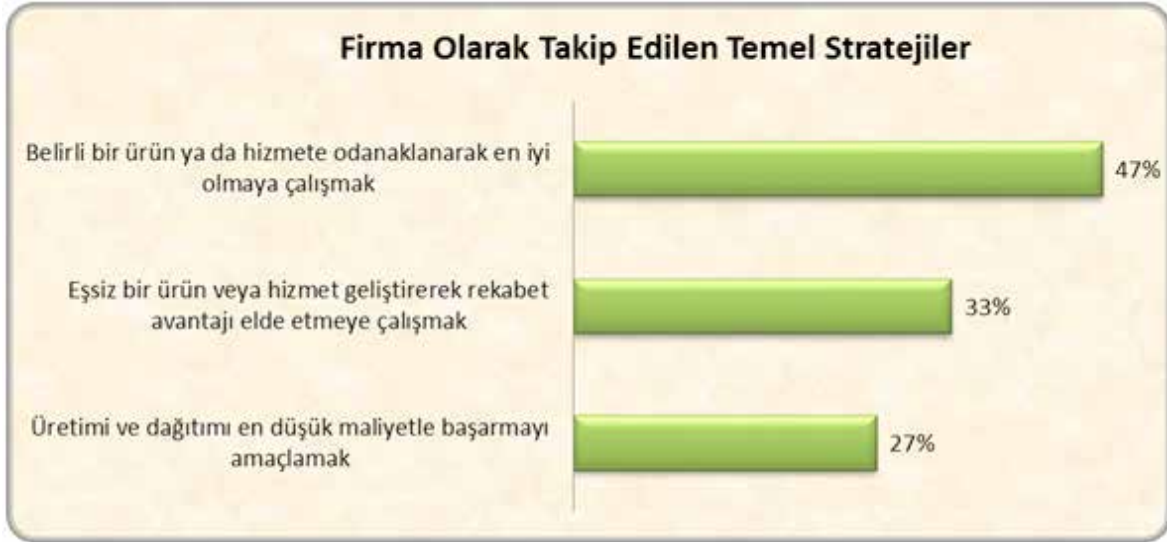 Firma Olarak Takip Edilen Temel Stratejiler
Belirli bir ürün ya da hizmete odanaklanarak en iyi
olmaya çalışmak
47%
Eşsiz bir ürün veya hizmet geliştirerek rekabet
avantajı elde etmeye çalışmak
33%
Üretimi ve dağıtımı en düşük maliyetle başarmayı
amaçlamak
27%